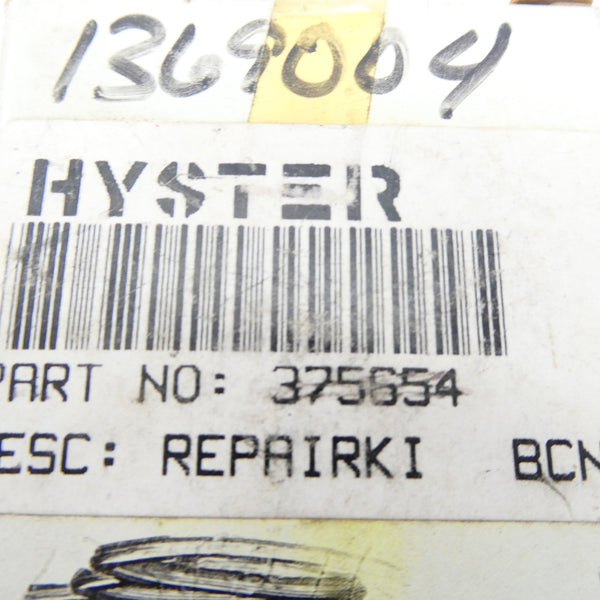 1369004
HYSTER
PART NO: 375654
ESC: REPAIRKI BCN